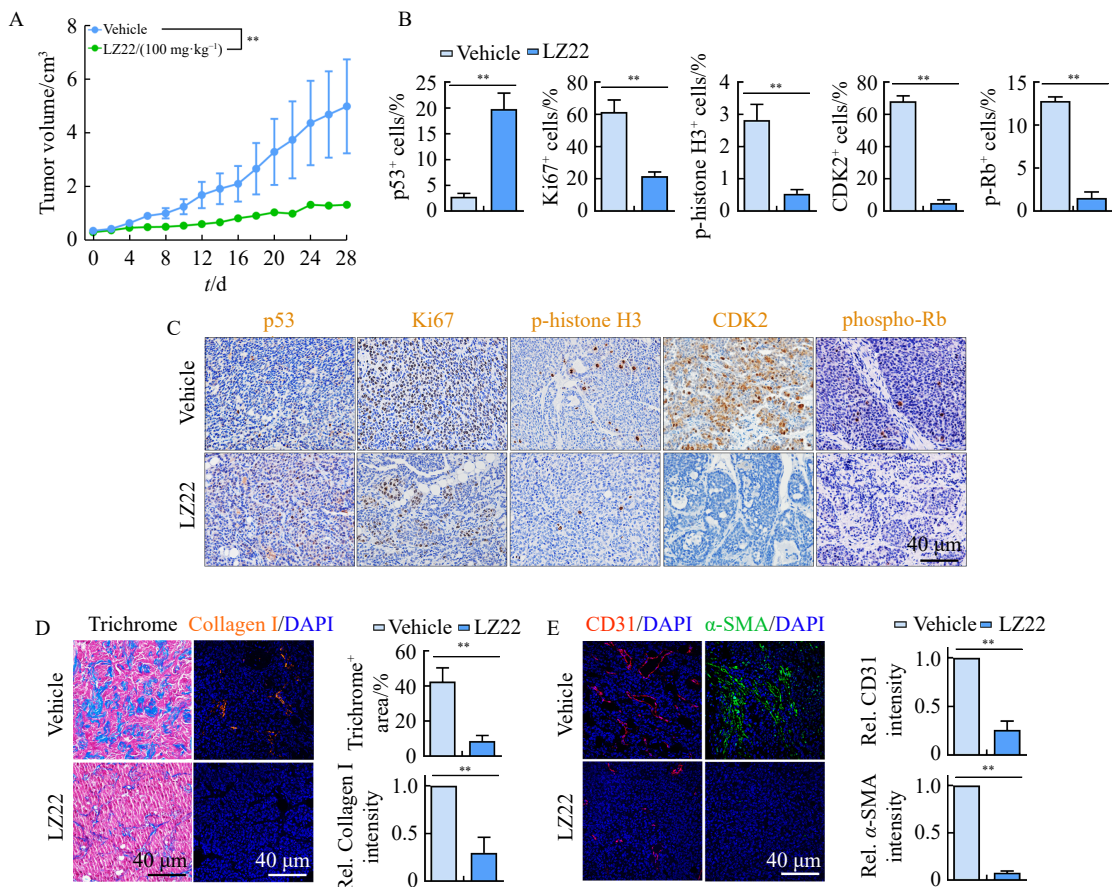 A
Vehicle
LZ22/(100 mg·kg⁻¹)
**
Tumor volume/cm³
8
6
4
2
0
0 4 8 12 16 20 24 28
t/d
B
Vehicle LZ22
p53⁺ cells/%
25
20
15
10
5
0
**
Ki67⁺ cells/%
80
60
40
20
0
**
p-histone H3⁺ cells/%
4
3
2
1
0
**
CDK2⁺ cells/%
80
60
40
20
0
**
p-Rb⁺ cells/%
15
12
9
6
3
0
**
C
p53 Ki67 p-histone H3 CDK2 phospho-Rb
Vehicle
LZ22
40 μm
D
Trichrome Collagen I/DAPI
Vehicle
LZ22
40 μm 40 μm
Vehicle LZ22
Trichrome⁺
area/%
60
40
20
0
**
Rel. Collagen I
intensity
1.0
0.5
0
**
E
CD31/DAPI α-SMA/DAPI
Vehicle
LZ22
40 μm 40 μm
Vehicle LZ22
Rel. CD31
intensity
1.0
0.5
0
**
Rel. α-SMA
intensity
1.0
0.5
0
**